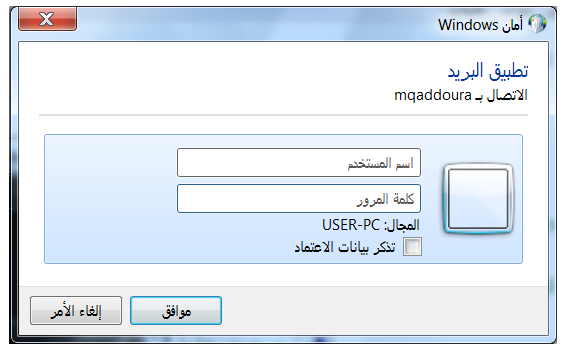 أمان Windows
تطبيق البريد
الاتصال بـ mqaddoura
اسم المستخدم
كلمة المرور
المجال: USER-PC
تذكر بيانات الاعتماد
موافق
إلغاء الأمر